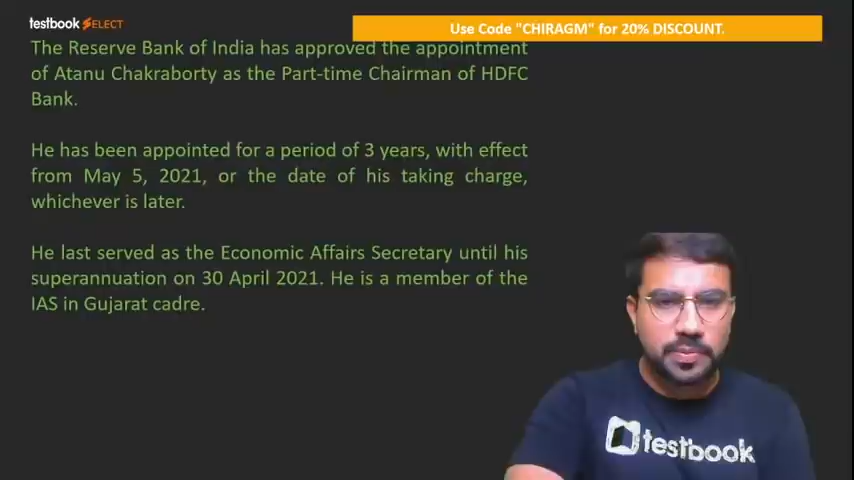 testbook SELECT
Use Code "CHIRAGM" for 20% DISCOUNT.
The Reserve Bank of India has approved the appointment
of Atanu Chakraborty as the Part-time Chairman of HDFC
Bank.
He has been appointed for a period of 3 years, with effect
from May 5, 2021, or the date of his taking charge,
whichever is later.
He last served as the Economic Affairs Secretary until his
superannuation on 30 April 2021. He is a member of the
IAS in Gujarat cadre.
testbook